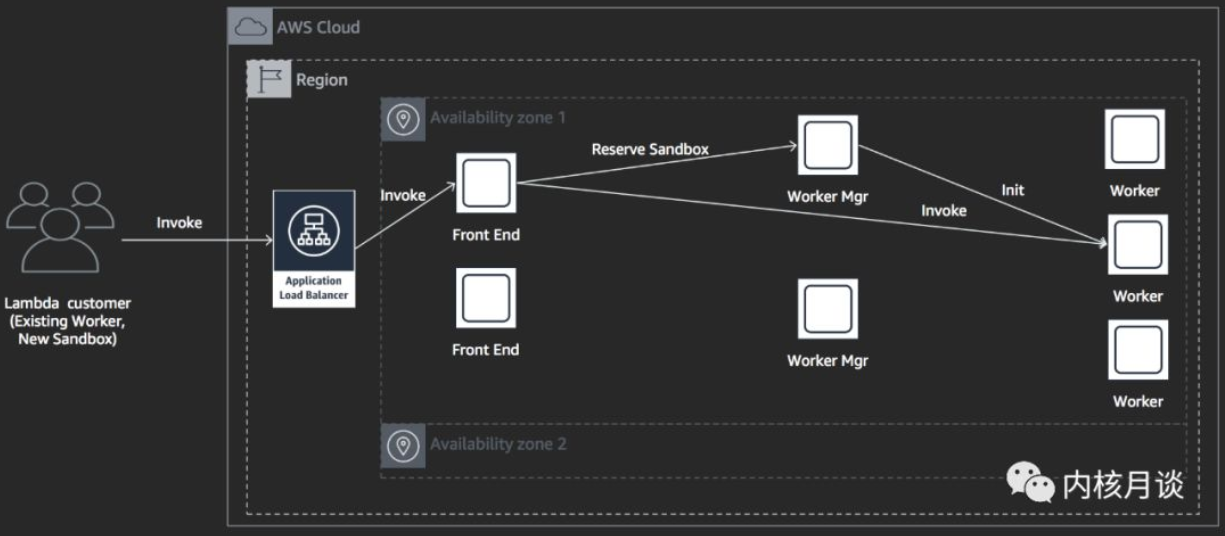 AWS Cloud
Region
Availability zone 1
Reserve Sandbox
Worker Mgr
Init
Worker
Invoke
Invoke
Invoke
Front End
Worker
Application
Load Balancer
Lambda customer
(Existing Worker,
New Sandbox)
Front End
Worker Mgr
Worker
Availability zone 2
内核月谈